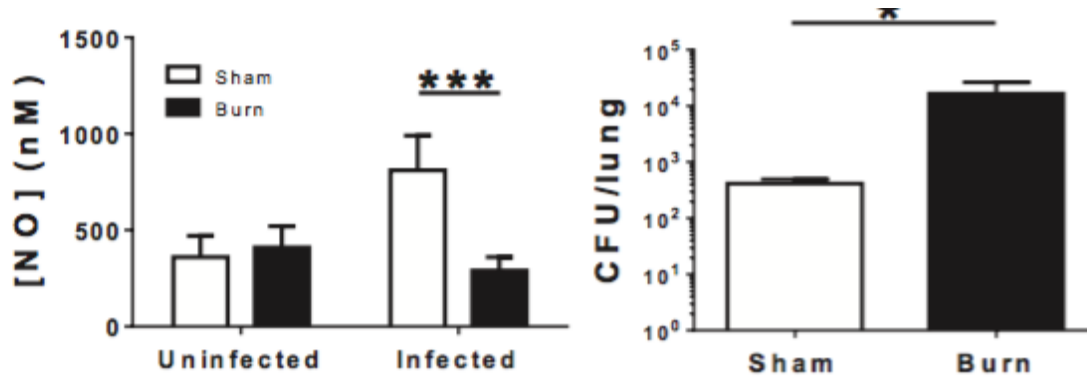 1500
1000
500
0
[NO] (nM)
Sham
Burn
***
Uninfected
Infected
*
10⁵
10⁴
10³
10²
10¹
10⁰
CFU/lung
Sham
Burn